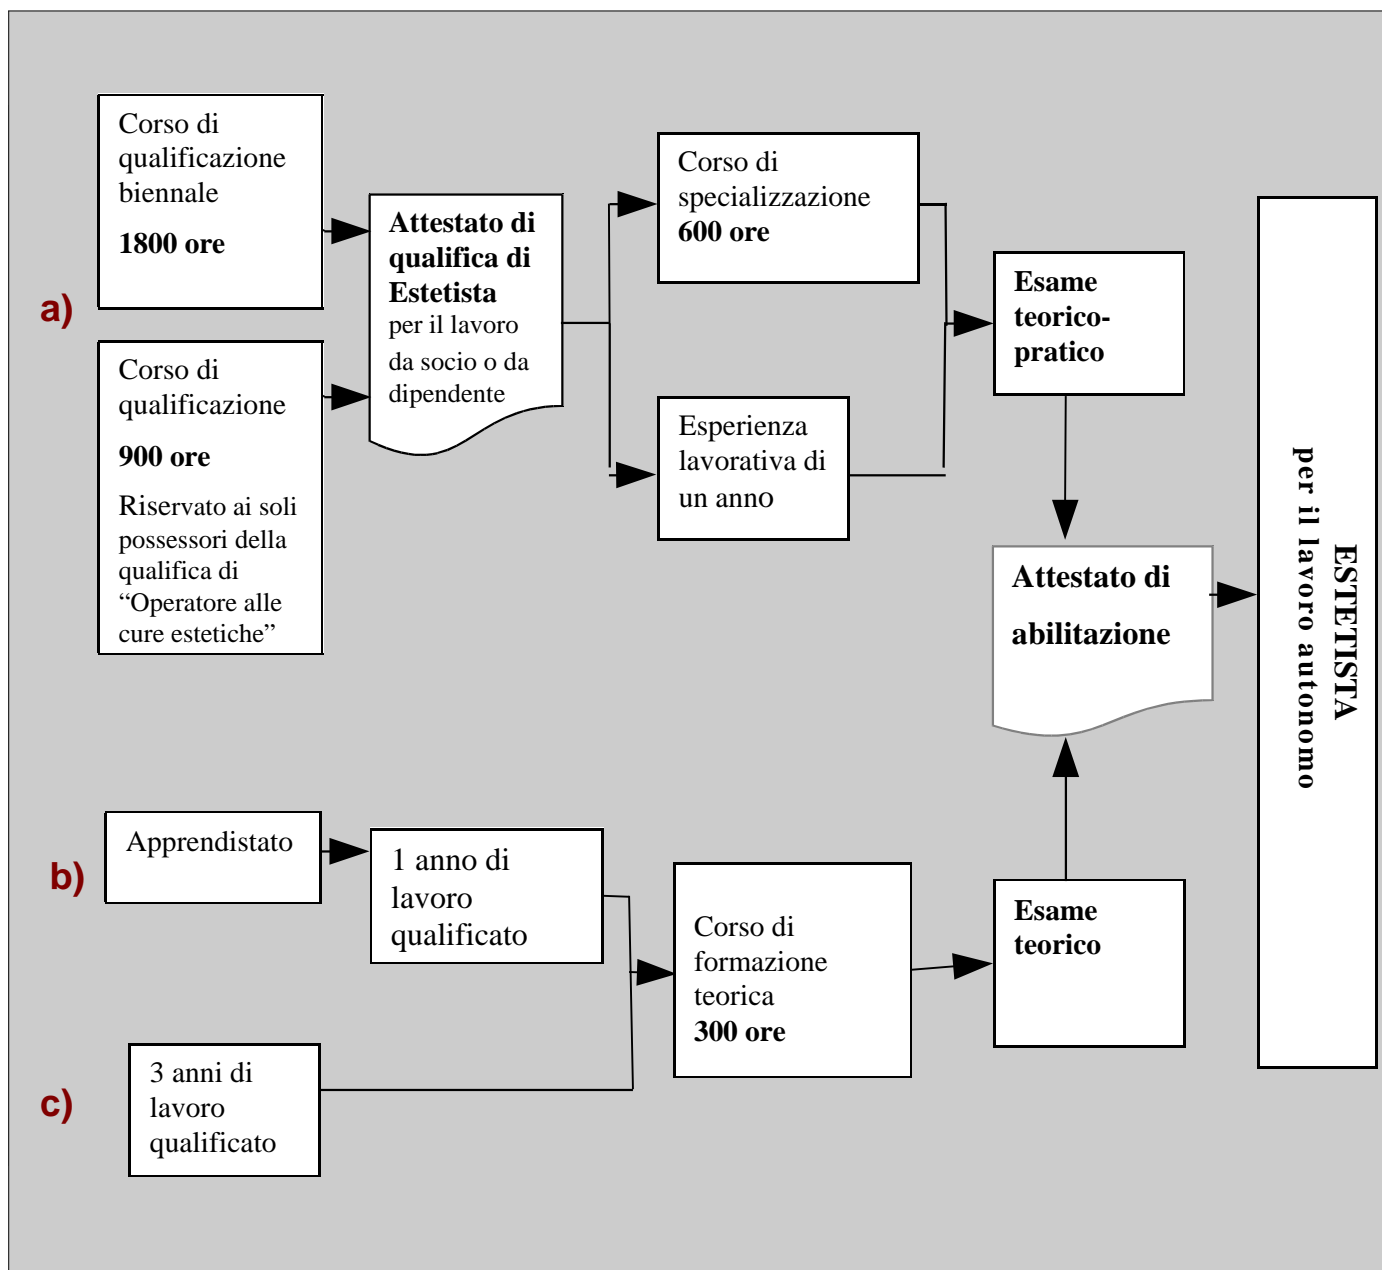 a)
Corso di
qualificazione
biennale
1800 ore
Corso di
qualificazione
900 ore
Riservato ai soli
possessori della
qualifica di
“Operatore alle
cure estetiche”
Attestato di
qualifica di
Estetista
per il lavoro
da socio o da
dipendente
Corso di
specializzazione
600 ore
Esperienza
lavorativa di
un anno
Esame
teorico-
pratico
Attestato di
abilitazione
ESTETISTA
per il lavoro autonomo
b)
Apprendistato
1 anno di
lavoro
qualificato
Corso di
formazione
teorica
300 ore
Esame
teorico
c)
3 anni di
lavoro
qualificato